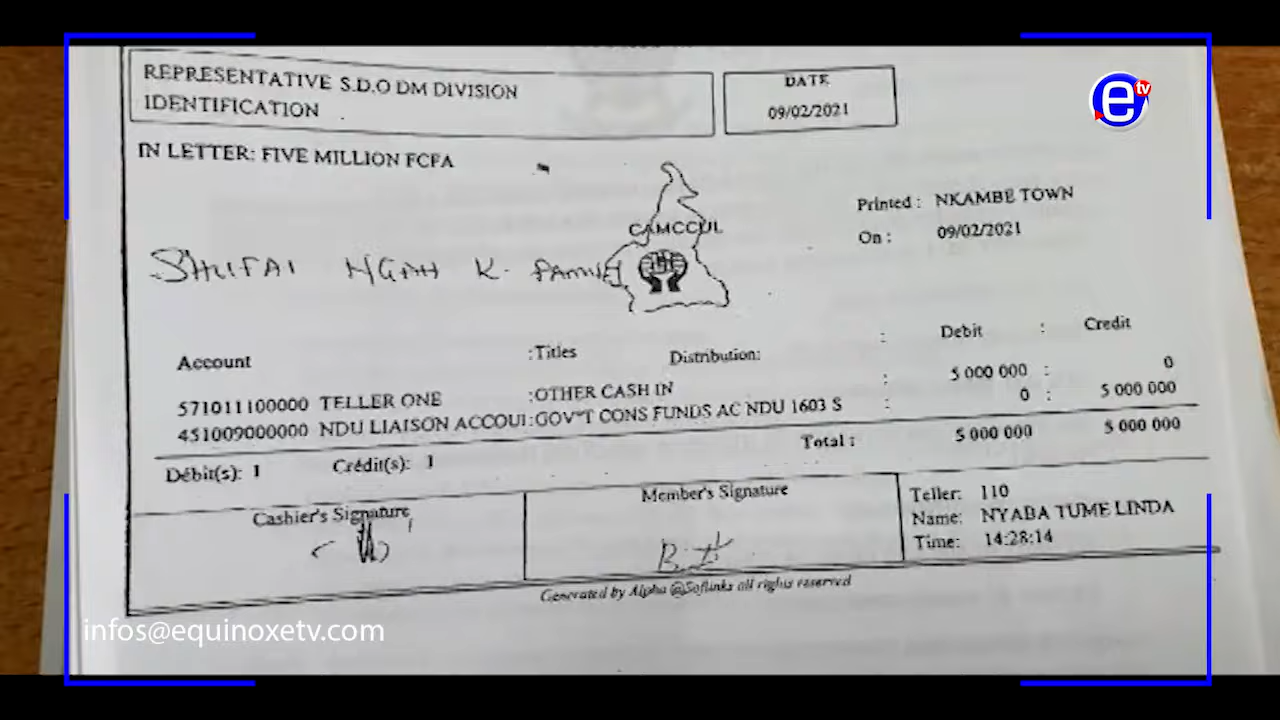 REPRESENTATIVE S.D.O DM DIVISION
IDENTIFICATION
DATE
09/02/2021
e tv
IN LETTER: FIVE MILLION FCFA
Printed : NKAMBE TOWN
On : 09/02/2021
CAMCCUL
SHUFAI NGAH K.
Account :Titles Distribution: : Debit : Credit
571011100000 TELLER ONE :OTHER CASH IN : 5 000 000 : 0
451009000000 NDU LIAISON ACCOUI:GOV"T CONS FUNDS AC NDU 1603 S : 0 : 5 000 000
Total : 5 000 000 5 000 000
Débit(s): 1 Crédit(s): 1
Cashier's Signature
Member's Signature
Teller: 110
Name: NYABA TUME LINDA
Time: 14:28:14
Generated by Alpha @Soflinks all rights reserved
infos@equinoxetv.com